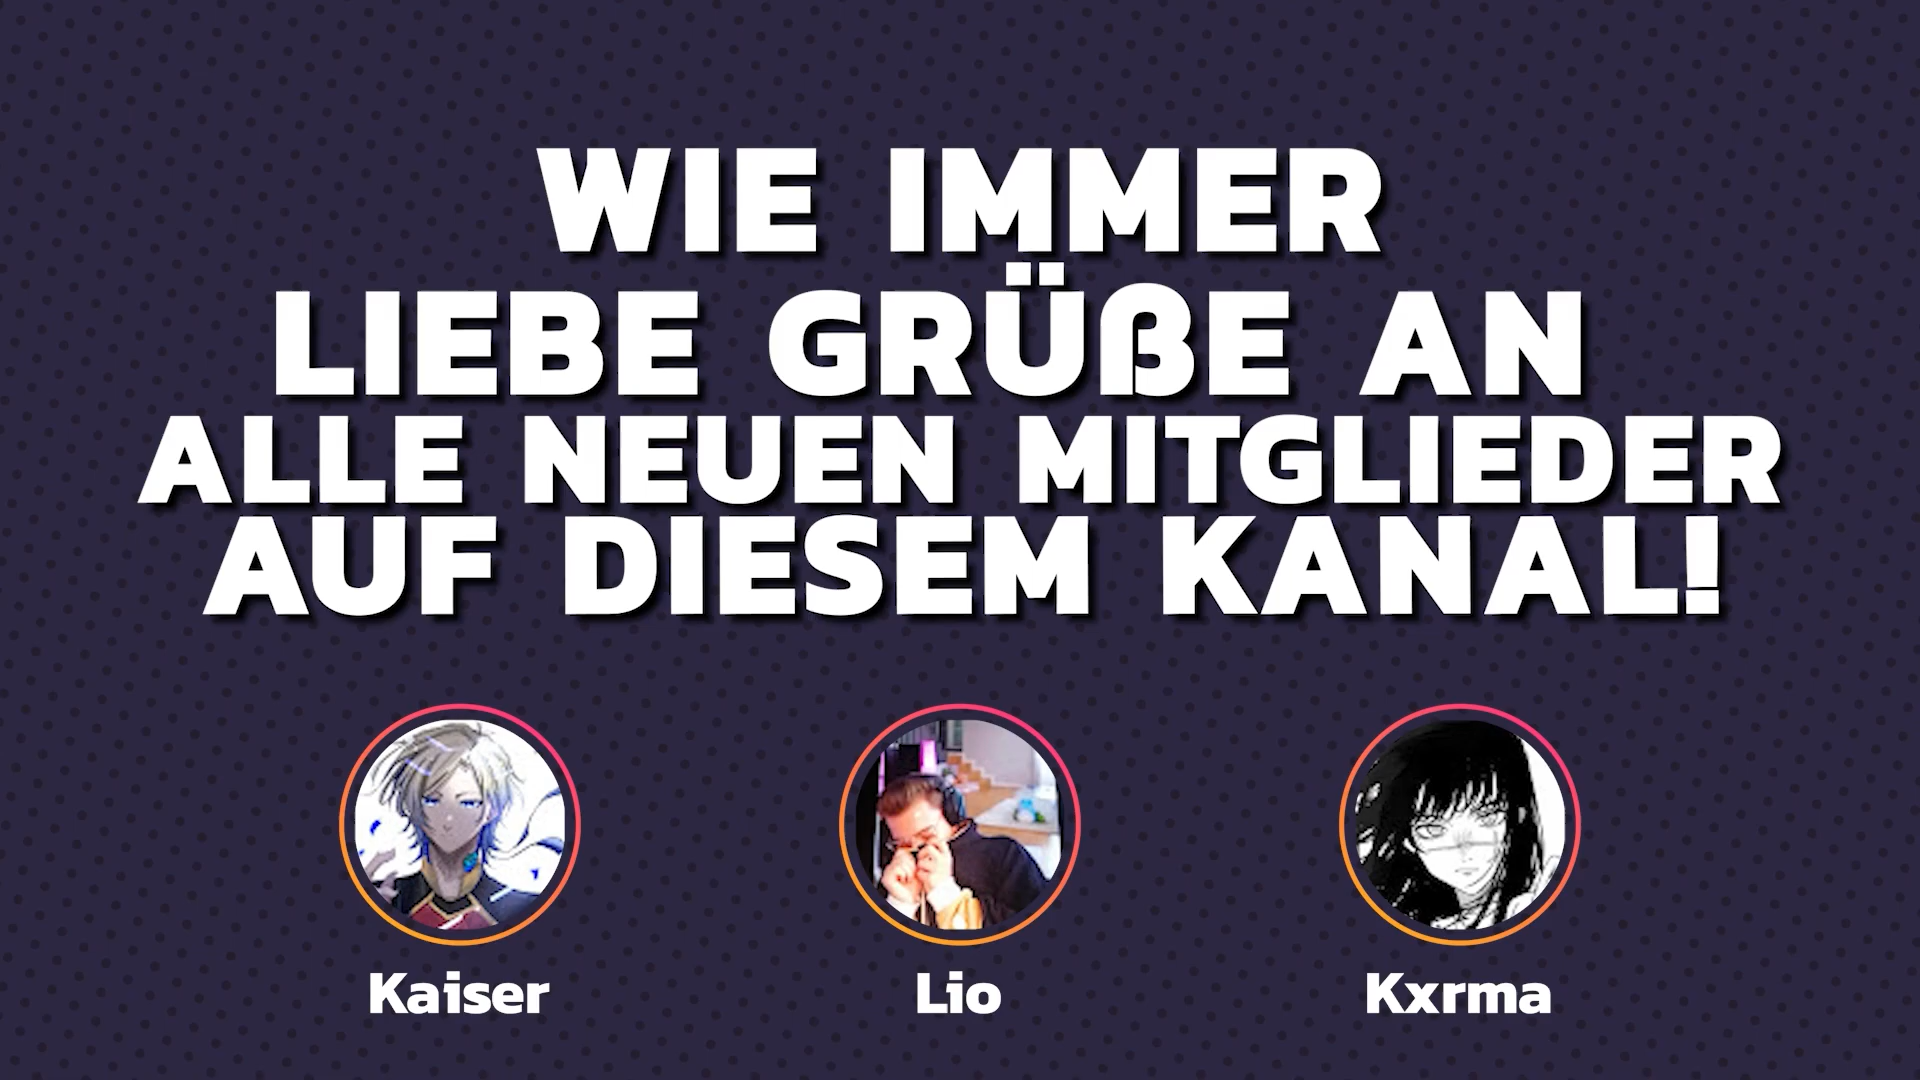 WIE IMMER
LIEBE GRÜßE AN
ALLE NEUEN MITGLIEDER
AUF DIESEM KANAL!
Kaiser
Lio
Kxrma